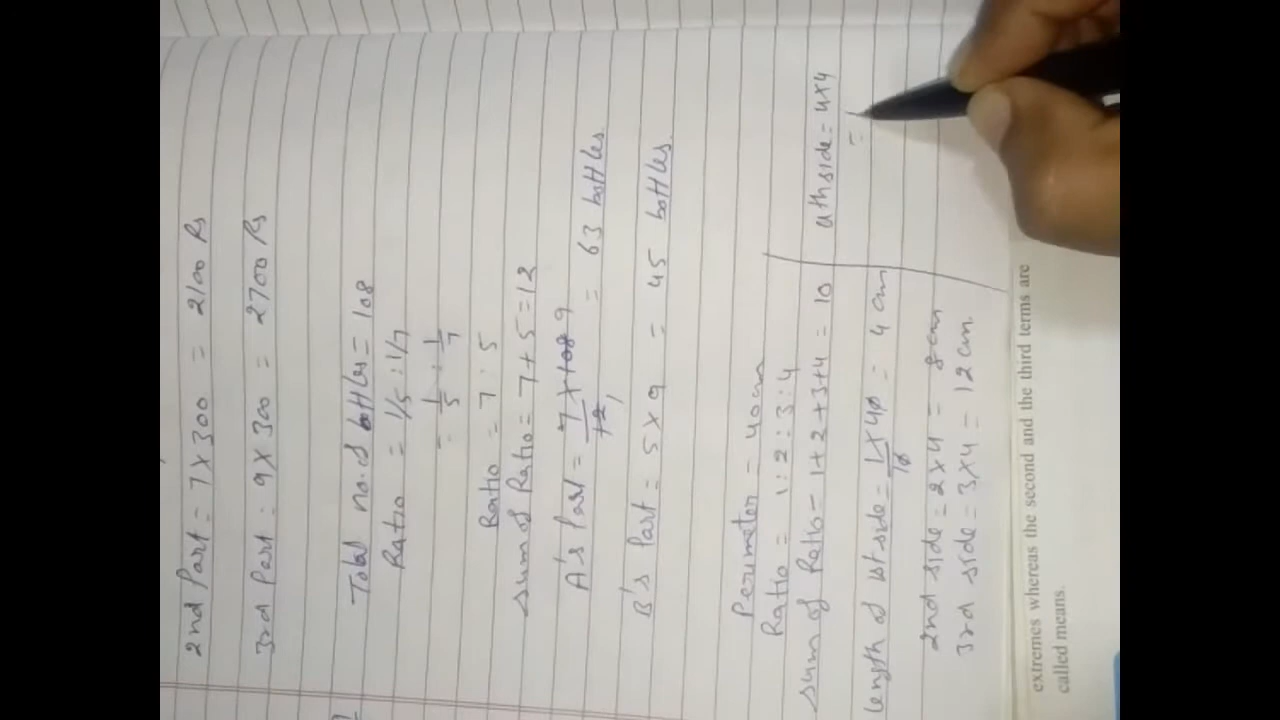 2nd Part = 7 x 300 = 2100 Rs
3rd Part = 9 x 300 = 2700 Rs
Total no. of bottles = 108
Ratio = 1/5 : 1/7
= 1/5 : 1/7
Ratio = 7 : 5
Sum of Ratio = 7 + 5 = 12
A's Part = 7 x 108 9 = 63 bottles
12 1
B's Part = 5 x 9 = 45 bottles.
Perimeter = 40cm
Ratio = 1 : 2 : 3 : 4
Sum of Ratio = 1 + 2 + 3 + 4 = 10
length of 1st side = 1 x 40 / 10 = 4 cm
2nd side = 2 x 4 = 8 cm
3rd side = 3 x 4 = 12 cm.
4th side = 4 x 4
=
extremes whereas the second and the third terms are
called means.